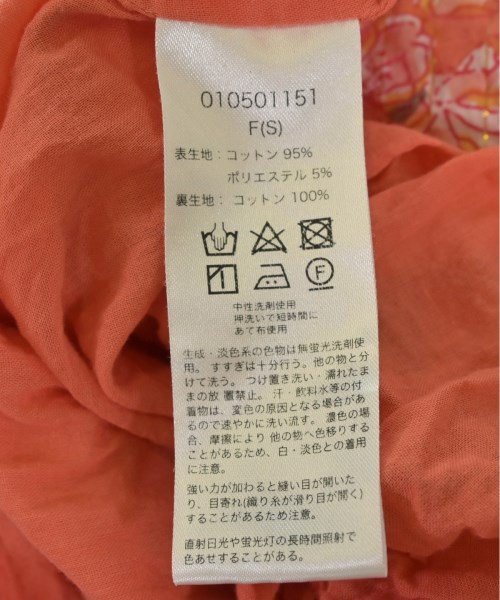 010501151
F(S)
表生地：コットン 95%
ポリエステル 5%
裏生地：コットン 100%
F
中性洗剤使用
押洗いで短時間に
あて布使用
生成・淡色系の色物は無蛍光洗剤使
用。すすぎは十分行う。他の物と分
けて洗う。つけ置き洗い・濡れたま
まの放 置禁止。汗・飲料水等の付
着物は、変色の原因となる場合があ
るので速やかに洗い流す。濃色の場
合、摩擦により 他の物へ色移りする
ことがあるため、白・淡色との着用
に注意。
強い力が加わると縫い目が開いた
り、目寄れ(織り糸が滑り目が開く)
することがあるため注意
直射日光や蛍光灯の長時間照射で
色あせすることがあります。